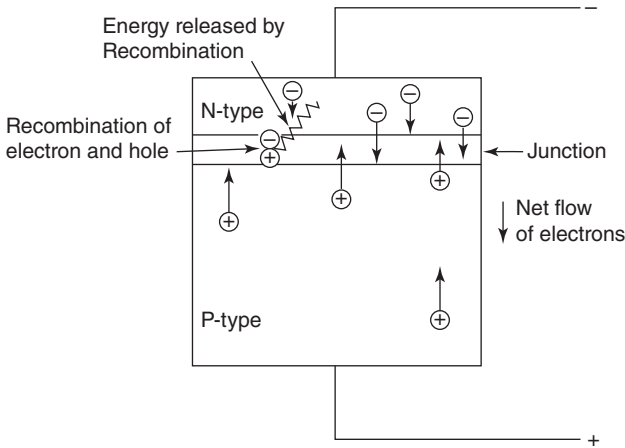 Energy released by
Recombination
−
N-type
Recombination of
electron and hole
Junction
Net flow
of electrons
P-type
+